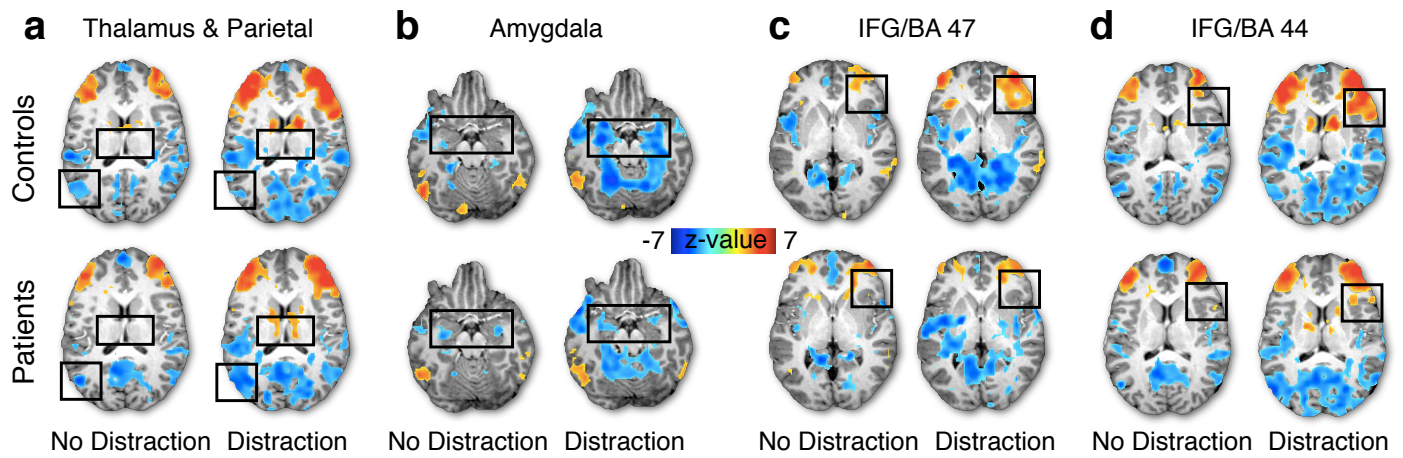 a Thalamus & Parietal
b Amygdala
c IFG/BA 47
d IFG/BA 44
Controls
-7 z-value 7
Patients
No Distraction Distraction No Distraction Distraction No Distraction Distraction No Distraction Distraction